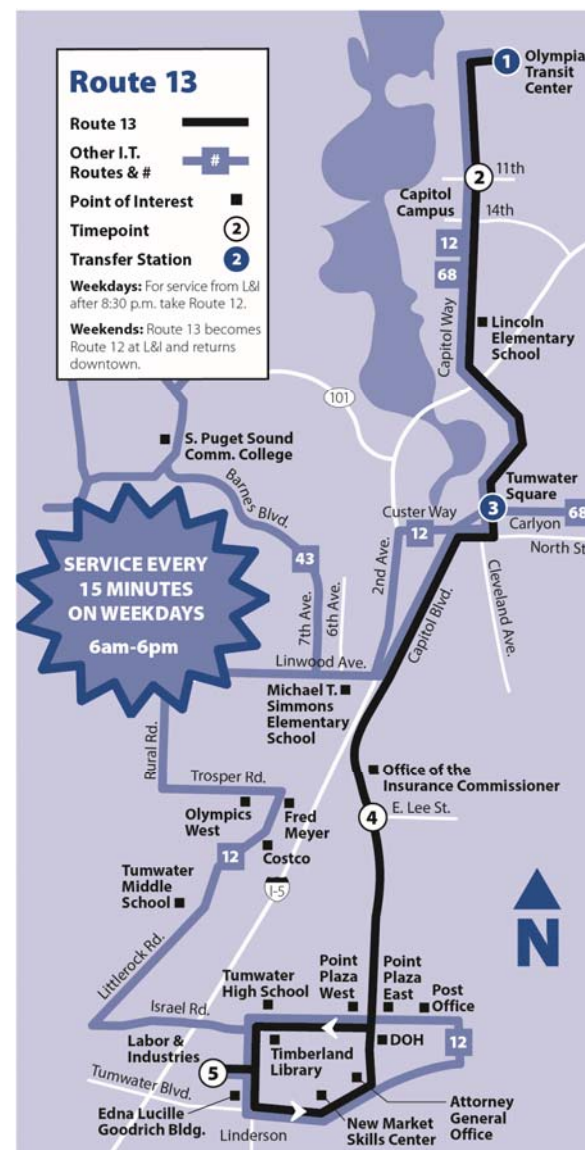 Route 13
Route 13
Other I.T.
Routes & #
#
Point of Interest
Timepoint
2
Transfer Station
2
Weekdays: For service from L&I
after 8:30 p.m. take Route 12.
Weekends: Route 13 becomes
Route 12 at L&I and returns
downtown.
1
Olympia
Transit
Center
2
11th
Capitol
Campus
14th
12
68
Capitol Way
Lincoln
Elementary
School
101
S. Puget Sound
Comm. College
Barnes Blvd.
Tumwater
Square
3
Custer Way
12
68
Carlyon
North St
SERVICE EVERY
15 MINUTES
ON WEEKDAYS
6am-6pm
43
7th Ave.
6th Ave.
2nd Ave.
Capitol Blvd.
Cleveland Ave.
Linwood Ave.
Michael T.
Simmons
Elementary
School
Rural Rd.
Trosper Rd.
Office of the
Insurance Commissioner
Olympics
West
Fred
Meyer
4
E. Lee St.
12
Costco
Tumwater
Middle
School
I-5
N
Littlerock Rd.
Tumwater
High School
Point
Plaza
West
Point
Plaza
East
Post
Office
Israel Rd.
Labor &
Industries
Timberland
Library
DOH
12
5
Tumwater Blvd.
Edna Lucille
Goodrich Bldg.
Linderson
New Market
Skills Center
Attorney
General
Office